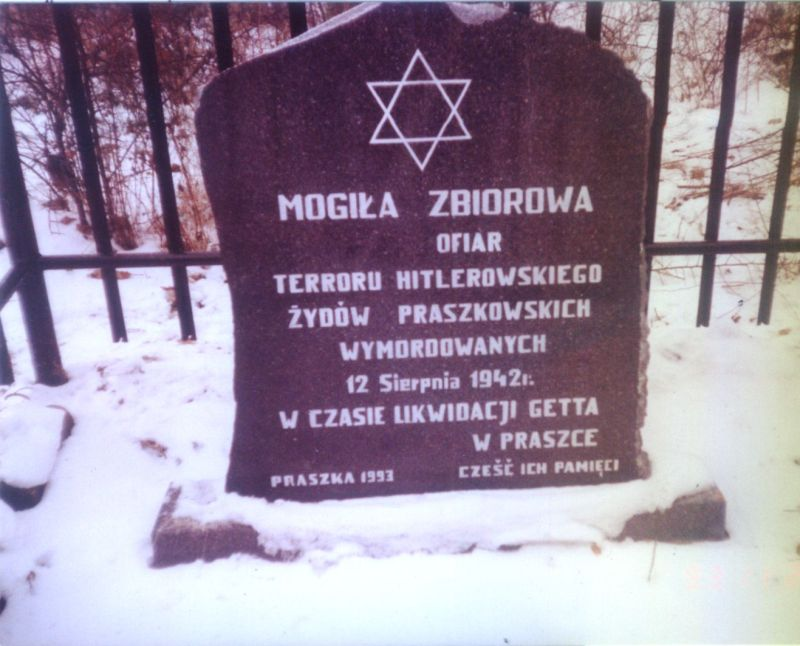 MOGIŁA ZBIOROWA
OFIAR
TERRORU HITLEROWSKIEGO
ŻYDÓW PRASZKOWSKICH
WYMORDOWANYCH
12 Sierpnia 1942r.
W CZASIE LIKWIDACJI GETTA
W PRASZCE
PRASZKA 1993 CZEŠČ ICH PAMIĘCI